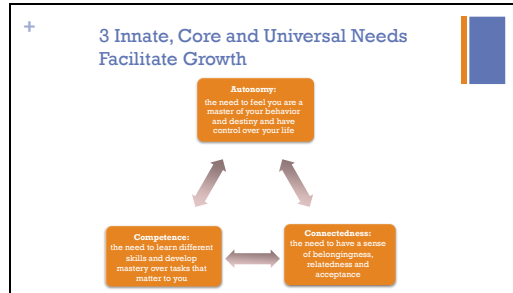 +
3 Innate, Core and Universal Needs
Facilitate Growth
Autonomy:
the need to feel you are a
master of your behavior
and destiny and have
control over your life
Competence:
the need to learn different
skills and develop
mastery over tasks that
matter to you
Connectedness:
the need to have a sense
of belongingness,
relatedness and
acceptance